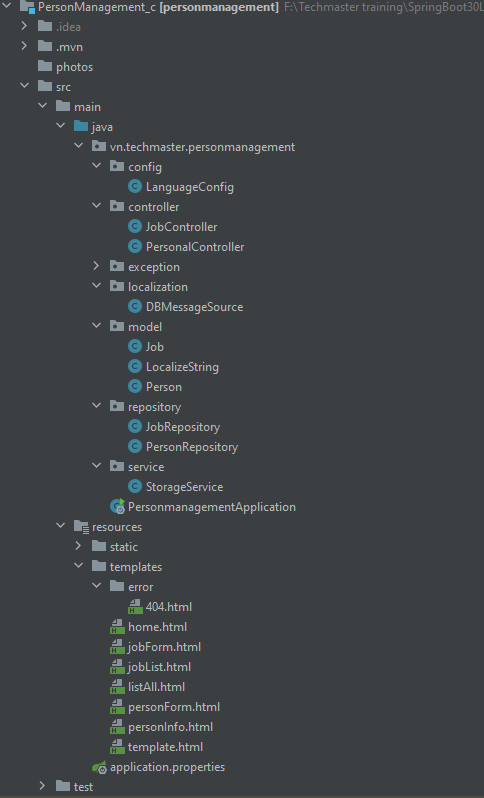 PersonManagement_c [personmanagement] F:\Techmaster training\SpringBoot30L
.idea
.mvn
photos
src
main
java
vn.techmaster.personmanagement
config
LanguageConfig
controller
JobController
PersonalController
exception
localization
DBMessageSource
model
Job
LocalizeString
Person
repository
JobRepository
PersonRepository
service
StorageService
PersonmanagementApplication
resources
static
templates
error
404.html
home.html
jobForm.html
jobList.html
listAll.html
personForm.html
personInfo.html
template.html
application.properties
test